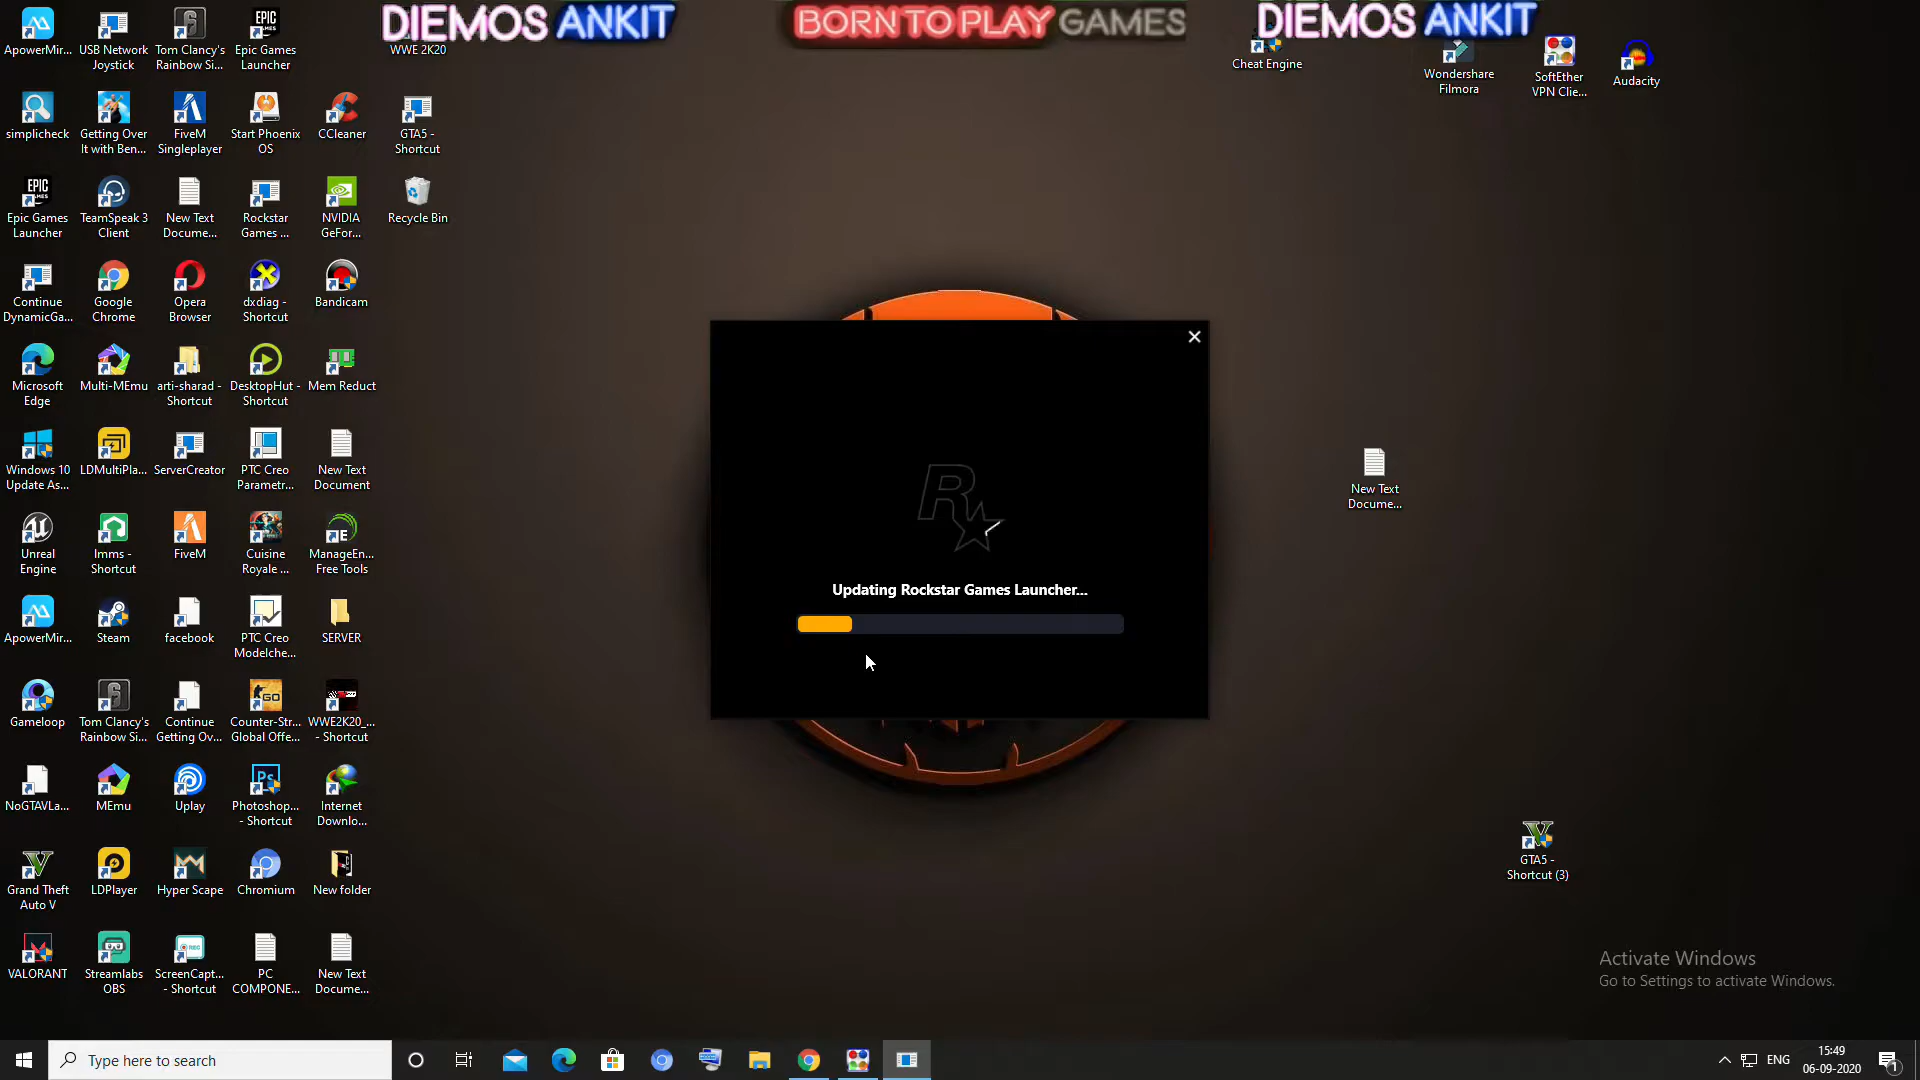 DIEMOS ANKIT
BORN TO PLAY GAMES
DIEMOS ANKIT
ApowerMir...
USB Network
Joystick
Tom Clancy's
Rainbow Si...
Epic Games
Launcher
WWE 2K20
Cheat Engine
Wondershare
Filmora
SoftEther
VPN Clie...
Audacity
simplicheck
Getting Over
It with Ben...
FiveM
Singleplayer
Start Phoenix
OS
CCleaner
GTA5 -
Shortcut
Epic Games
Launcher
TeamSpeak 3
Client
New Text
Docume...
Rockstar
Games ...
NVIDIA
GeFor...
Recycle Bin
Continue
DynamicGa...
Google
Chrome
Opera
Browser
dxdiag -
Shortcut
Bandicam
Microsoft
Edge
Multi-MEmu
arti-sharad -
Shortcut
DesktopHut -
Shortcut
Mem Reduct
Windows 10
Update As...
LDMultiPla...
ServerCreator
PTC Creo
Parametr...
New Text
Document
New Text
Docume...
Unreal
Engine
lmms -
Shortcut
FiveM
Cuisine
Royale ...
ManageEn...
Free Tools
Updating Rockstar Games Launcher...
ApowerMir...
Steam
facebook
PTC Creo
Modelche...
SERVER
Gameloop
Tom Clancy's
Rainbow Si...
Continue
Getting Ov...
Counter-Str...
Global Offe...
WWE2K20_...
- Shortcut
NoGTAVLa...
MEmu
Uplay
Photoshop...
- Shortcut
Internet
Downlo...
Grand Theft
Auto V
LDPlayer
Hyper Scape
Chromium
New folder
GTA5 -
Shortcut (3)
VALORANT
Streamlabs
OBS
ScreenCapt...
- Shortcut
PC
COMPONE...
New Text
Docume...
Activate Windows
Go to Settings to activate Windows.
Type here to search
ENG
15:49
06-09-2020
1